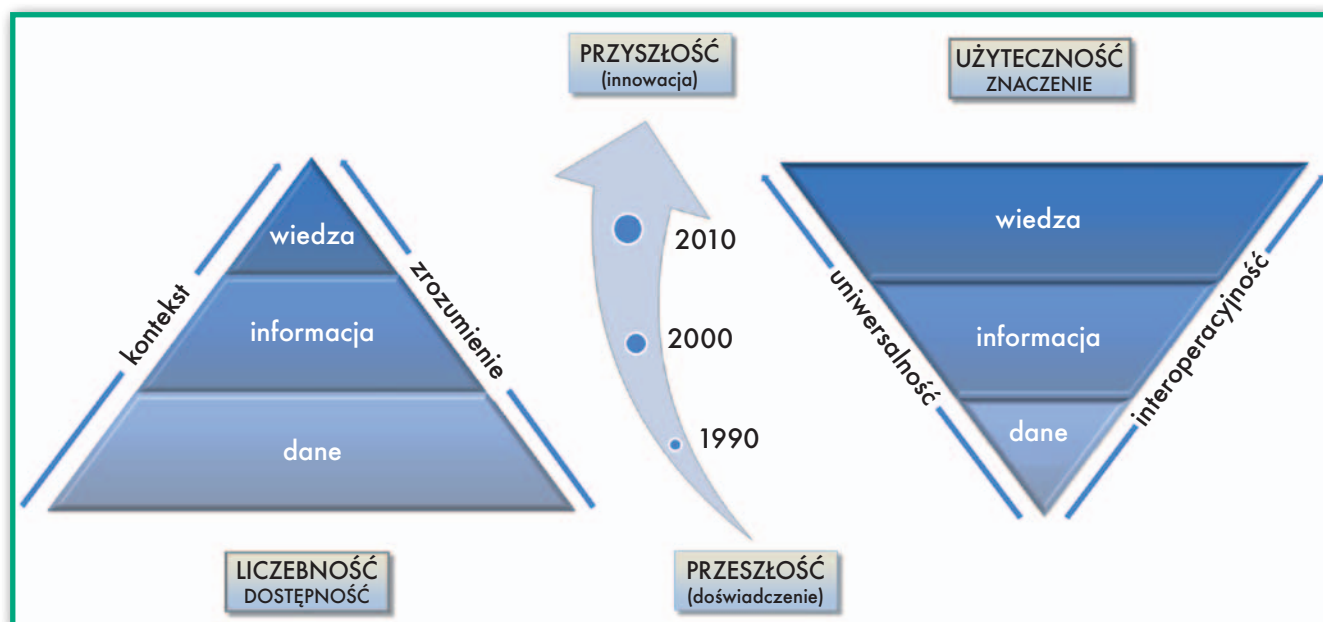 PRZYSZŁOŚĆ
(innowacja)
UŻYTECZNOŚĆ
ZNACZENIE
wiedza
informacja
dane
kontekst
zrozumienie
LICZEBNOŚĆ
DOSTĘPNOŚĆ
2010
2000
1990
PRZESZŁOŚĆ
(doświadczenie)
wiedza
informacja
dane
uniwersalność
interoperacyjność